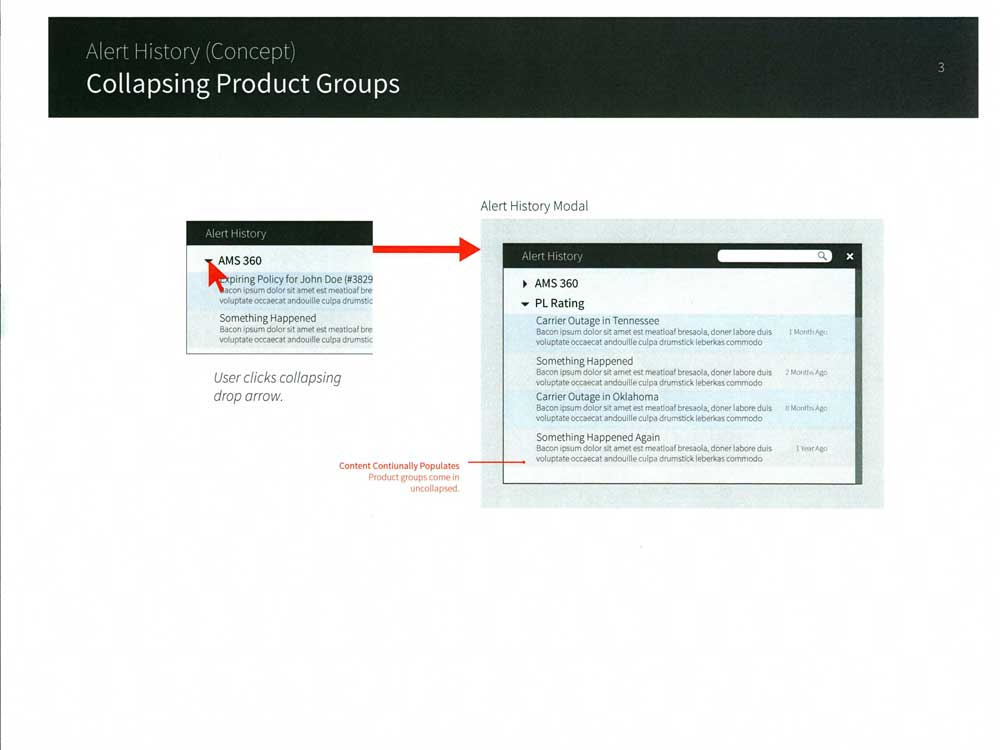 Alert History (Concept)
Collapsing Product Groups
3
Alert History
AMS 360
Expiring Policy for John Doe (#3829
Bacon ipsum dolor sit amet est meatloaf bre
voluptate occaecat andouille culpa drumstic
Something Happened
Bacon ipsum dolor sit amet est meatloaf bre
voluptate occaecat andouille culpa drumstic
User clicks collapsing
drop arrow.
Alert History Modal
Alert History
AMS 360
PL Rating
Carrier Outage in Tennessee
Bacon ipsum dolor sit amet est meatloaf bresaola, doner labore duis
voluptate occaecat andouille culpa drumstick leberkas commodo
1 Month Ago
Something Happened
Bacon ipsum dolor sit amet est meatloaf bresaola, doner labore duis
voluptate occaecat andouille culpa drumstick leberkas commodo
2 Months Ago
Carrier Outage in Oklahoma
Bacon ipsum dolor sit amet est meatloaf bresaola, doner labore duis
voluptate occaecat andouille culpa drumstick leberkas commodo
8 Months Ago
Something Happened Again
Bacon ipsum dolor sit amet est meatloaf bresaola, doner labore duis
voluptate occaecat andouille culpa drumstick leberkas commodo
1 Year Ago
Content Contiunally Populates
Product groups come in
uncollapsed.